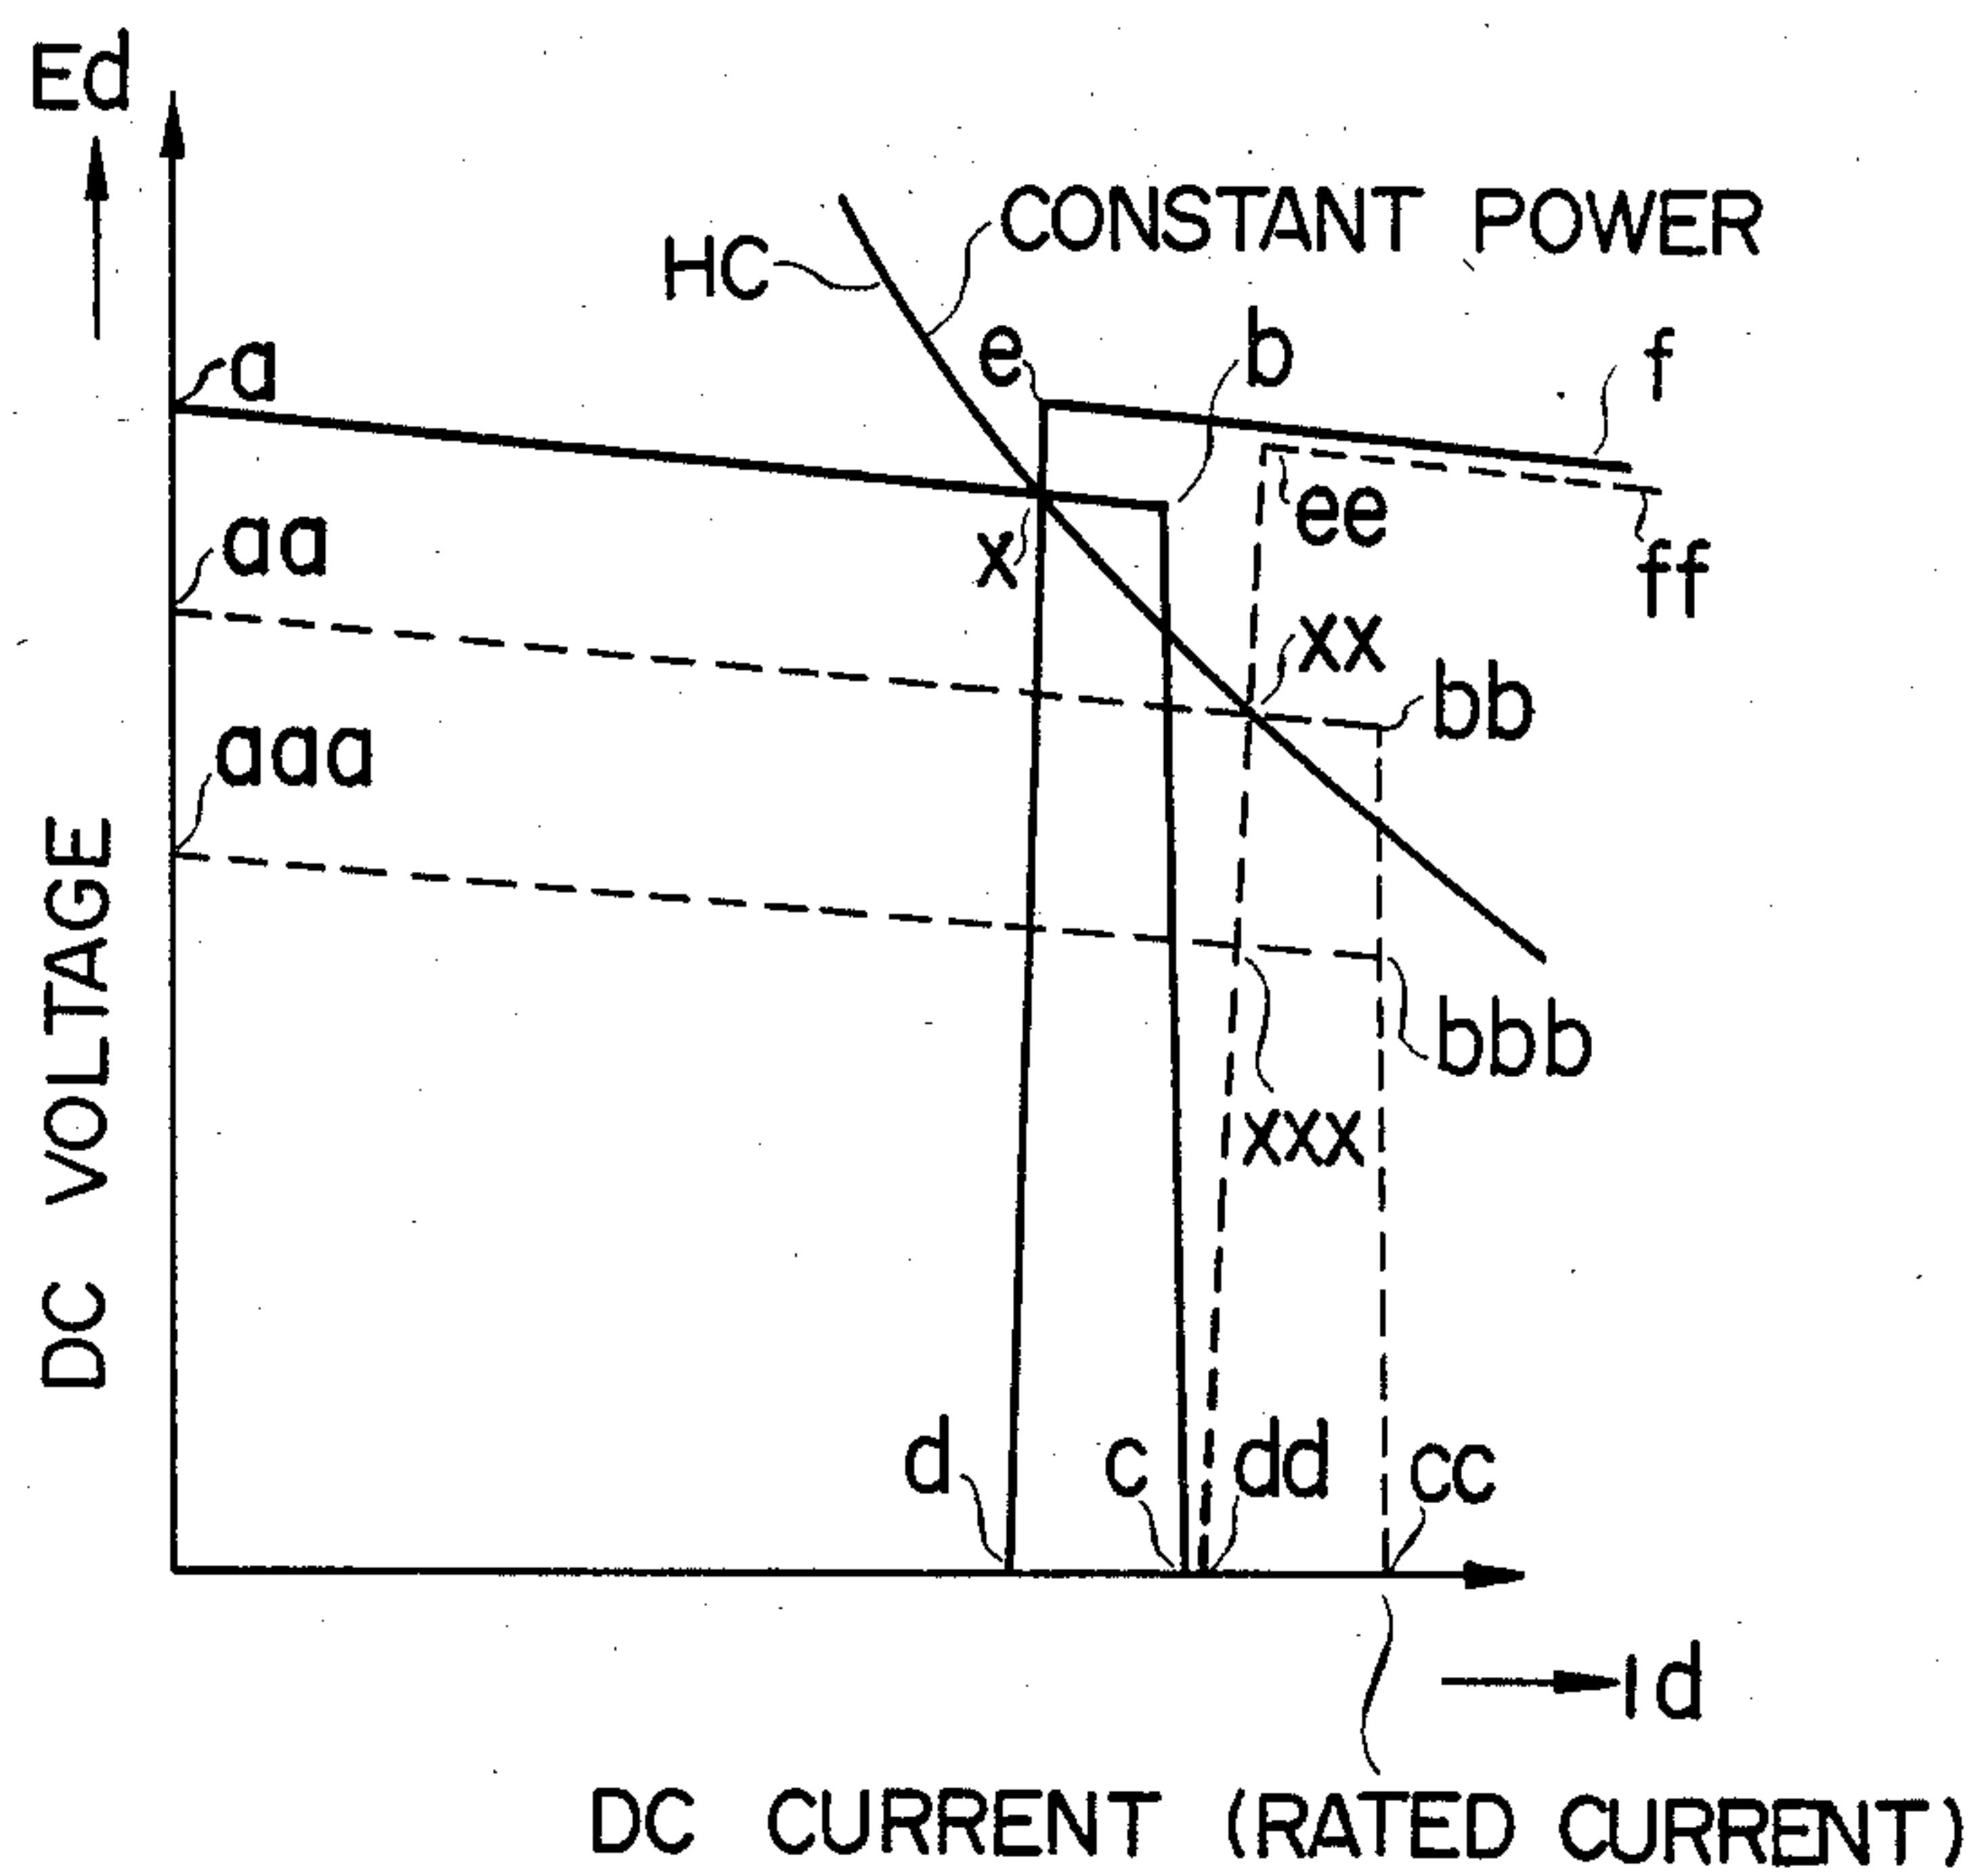 Ed
CONSTANT POWER
HC
a
e
b
f
aa
x
ee
ff
xx
bb
aaa
bbb
xxx
DC VOLTAGE
d
c
dd
cc
Id
DC CURRENT (RATED CURRENT)